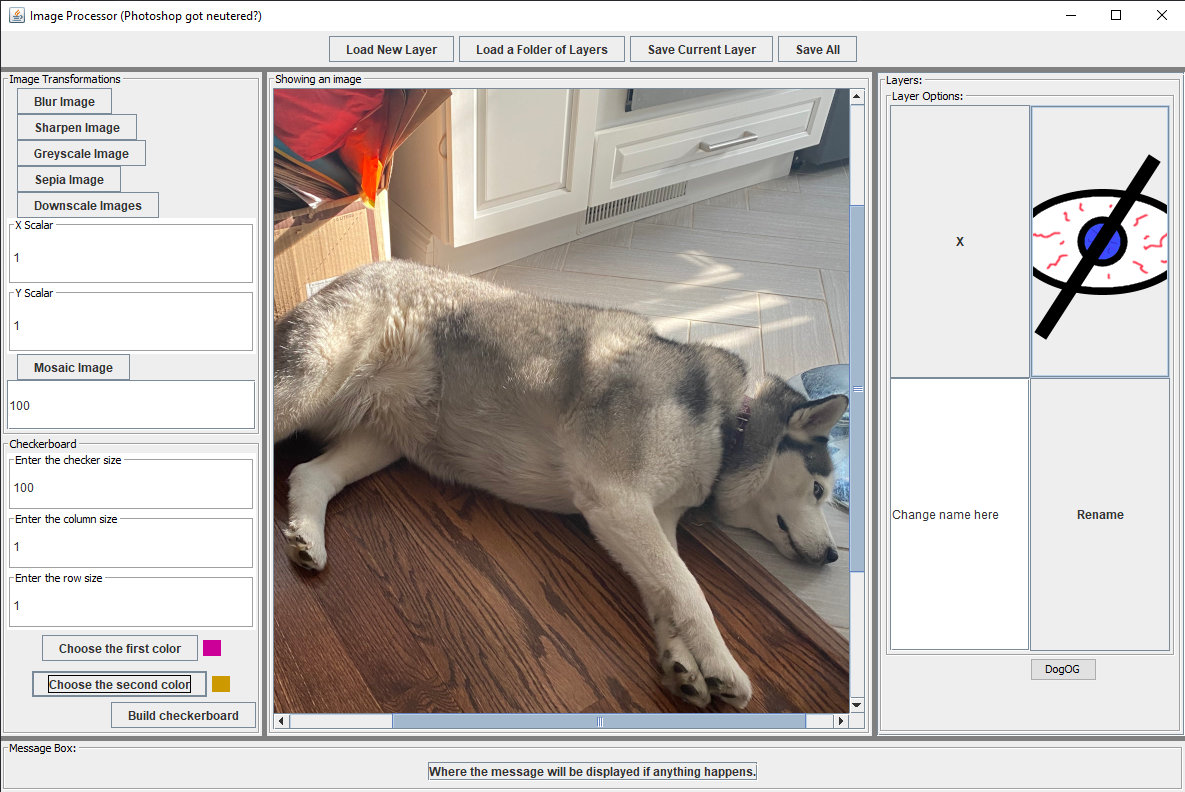 Image Processor (Photoshop got neutered?)
Load New Layer
Load a Folder of Layers
Save Current Layer
Save All
Image Transformations
Blur Image
Sharpen Image
Greyscale Image
Sepia Image
Downscale Images
X Scalar
1
Y Scalar
1
Mosaic Image
100
Checkerboard
Enter the checker size
100
Enter the column size
1
Enter the row size
1
Choose the first color
Choose the second color
Build checkerboard
Showing an image
Layers:
Layer Options:
X
Change name here
Rename
DogOG
Message Box:
Where the message will be displayed if anything happens.